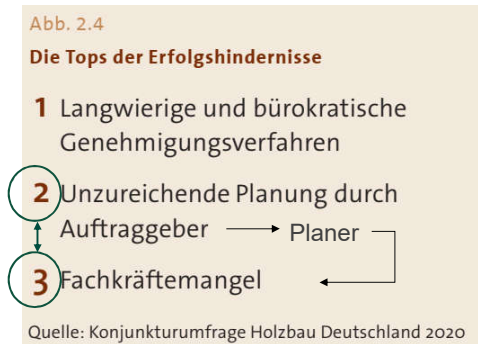 Abb. 2.4
Die Tops der Erfolgshindernisse
1 Langwierige und bürokratische
Genehmigungsverfahren
2 Unzureichende Planung durch
Auftraggeber Planer
3 Fachkräftemangel
Quelle: Konjunkturumfrage Holzbau Deutschland 2020